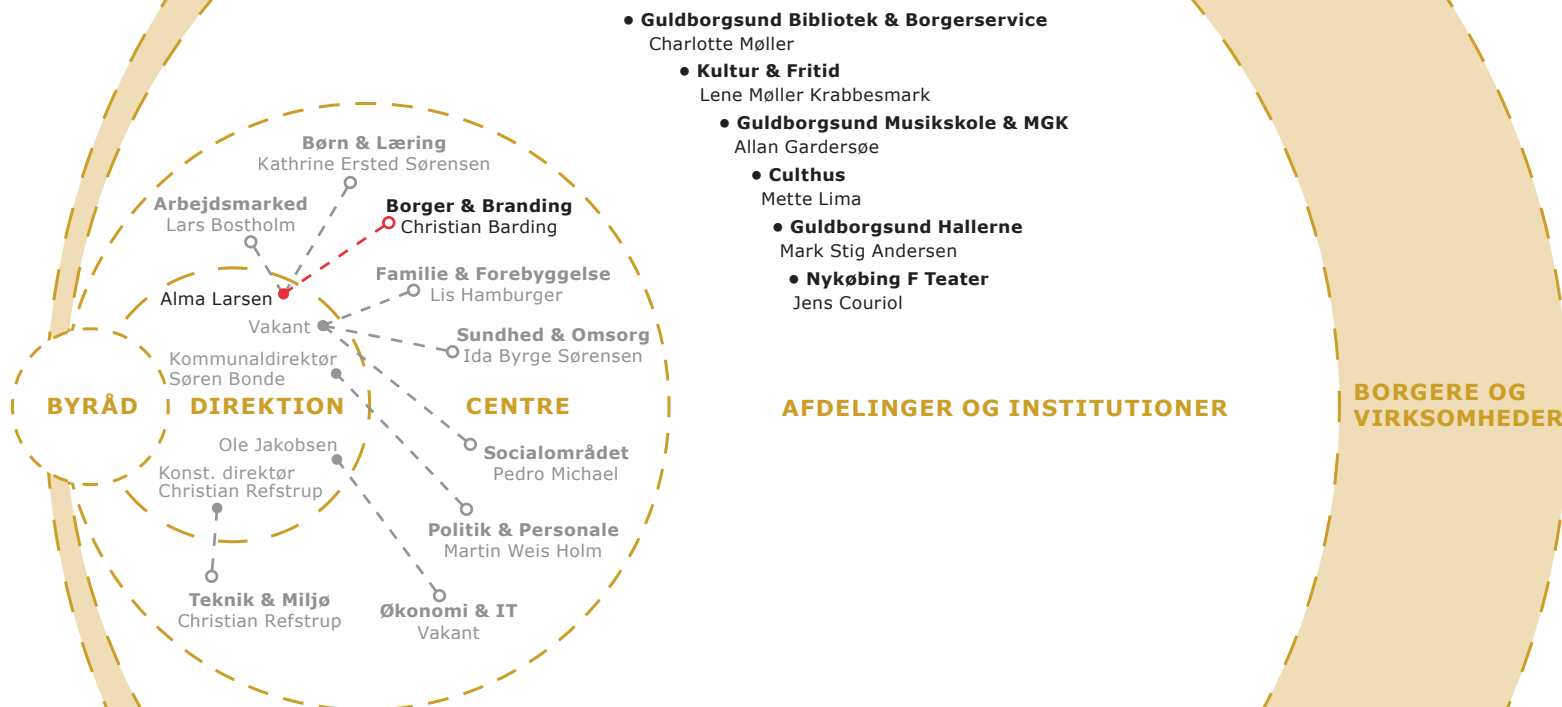 • Guldborgsund Bibliotek & Borgerservice
Charlotte Møller
• Kultur & Fritid
Lene Møller Krabbesmark
• Guldborgsund Musikskole & MGK
Allan Gardersøe
• Culthus
Mette Lima
• Guldborgsund Hallerne
Mark Stig Andersen
• Nykøbing F Teater
Jens Couriol
Børn & Læring
Kathrine Ersted Sørensen
Arbejdsmarked
Lars Bostholm
Borger & Branding
Christian Barding
Familie & Forebyggelse
Lis Hamburger
Alma Larsen
Vakant
Sundhed & Omsorg
Ida Byrge Sørensen
Kommunaldirektør
Søren Bonde
BYRÅD
DIREKTION
CENTRE
AFDELINGER OG INSTITUTIONER
BORGERE OG
VIRKSOMHEDER
Ole Jakobsen
Konst. direktør
Christian Refstrup
Socialområdet
Pedro Michael
Politik & Personale
Martin Weis Holm
Teknik & Miljø
Christian Refstrup
Økonomi & IT
Vakant